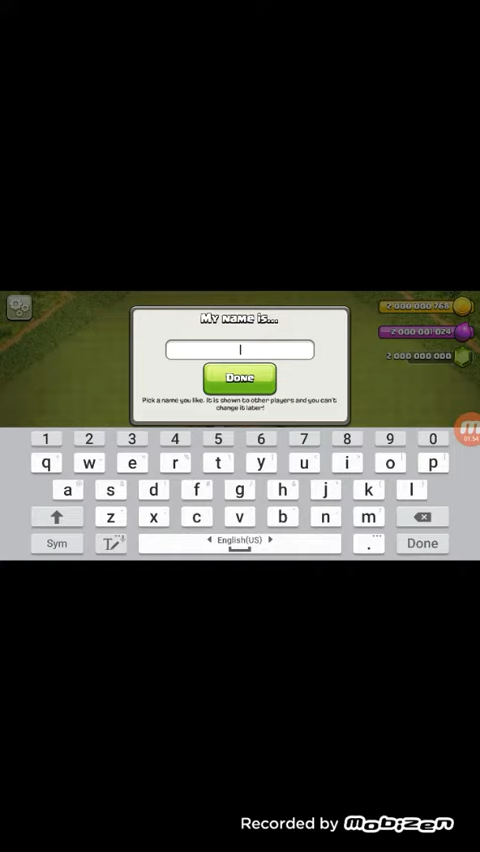 My name is...
2 000 000 768
2 000 001 024
2 000 000 000
Done
Pick a name you like. It is shown to other players and you can't
change it later!
01:54
1 2 3 4 5 6 7 8 9 0
q w e r t y u i o p
a s d f g h j k l
z x c v b n m
Sym English(US) . Done
Recorded by mobizen